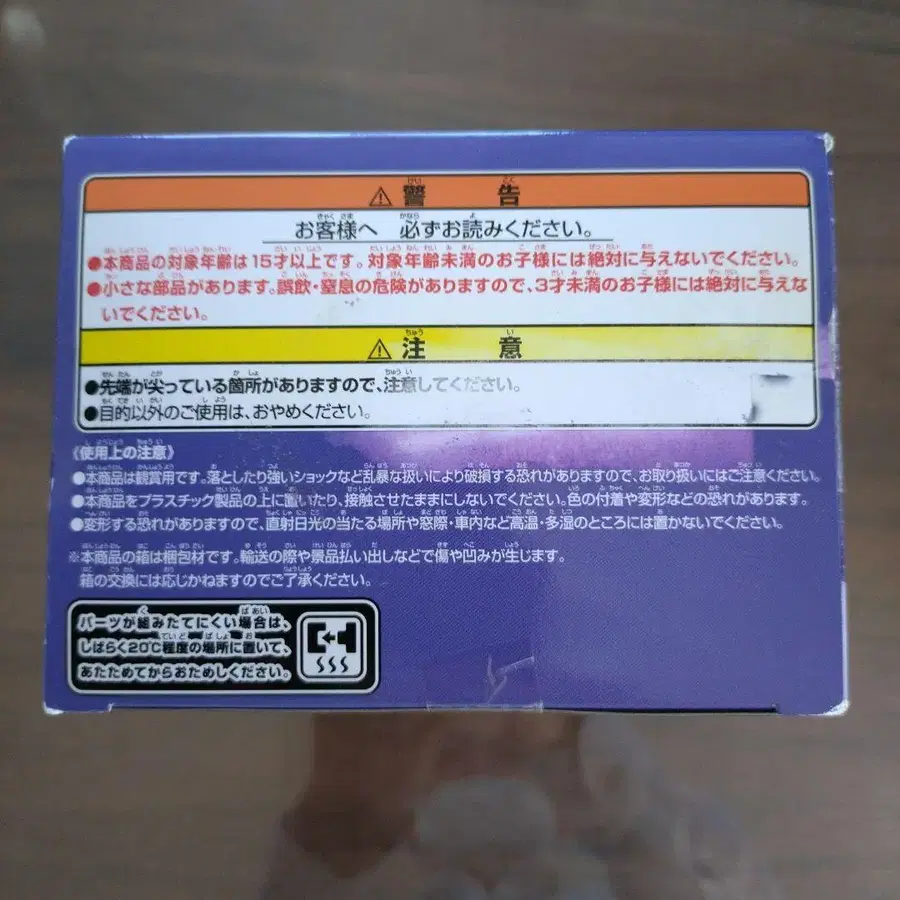 ⚠警 告
お客様へ 必ずお読みください。
●本商品の対象年齢は15才以上です。対象年齢未満のお子様には絶対に与えないでください。
●小さな部品があります。誤飲・窒息の危険がありますので、3才未満のお子様には絶対に与えな
いでください。
⚠注 意
●先端が尖っている箇所がありますので、注意してください。
●目的以外のご使用は、おやめください。
《使用上の注意》
●本商品は観賞用です。落としたり強いショックなど乱暴な扱いにより破損する恐れがありますので、お取り扱いにはご注意ください。
●本商品をプラスチック製品の上に置いたり、接触させたままにしないでください。色の付着や変形などの恐れがあります。
●変形する恐れがありますので、直射日光の当たる場所や窓際・車内など高温・多湿のところには置かないでください。
※本商品の箱は梱包材です。輸送の際や景品払い出しなどで傷や凹みが生じます。
箱の交換には応じかねますのでご了承ください。
パーツが組みたてにくい場合は、
しばらく20℃程度の場所に置いて、
あたためてからおためしください。